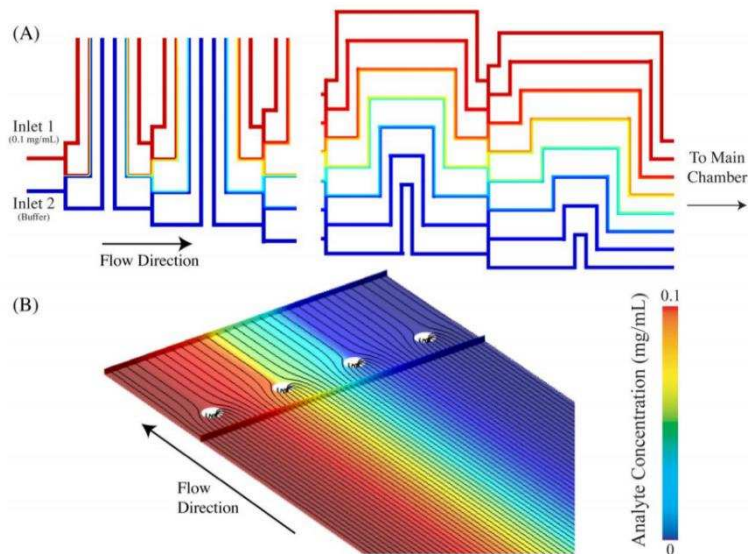 (A)
Inlet 1
(0.1 mg/mL)
Inlet 2
(Buffer)
Flow Direction
To Main
Chamber
(B)
Flow
Direction
0.1
Analyte Concentration (mg/mL)
0